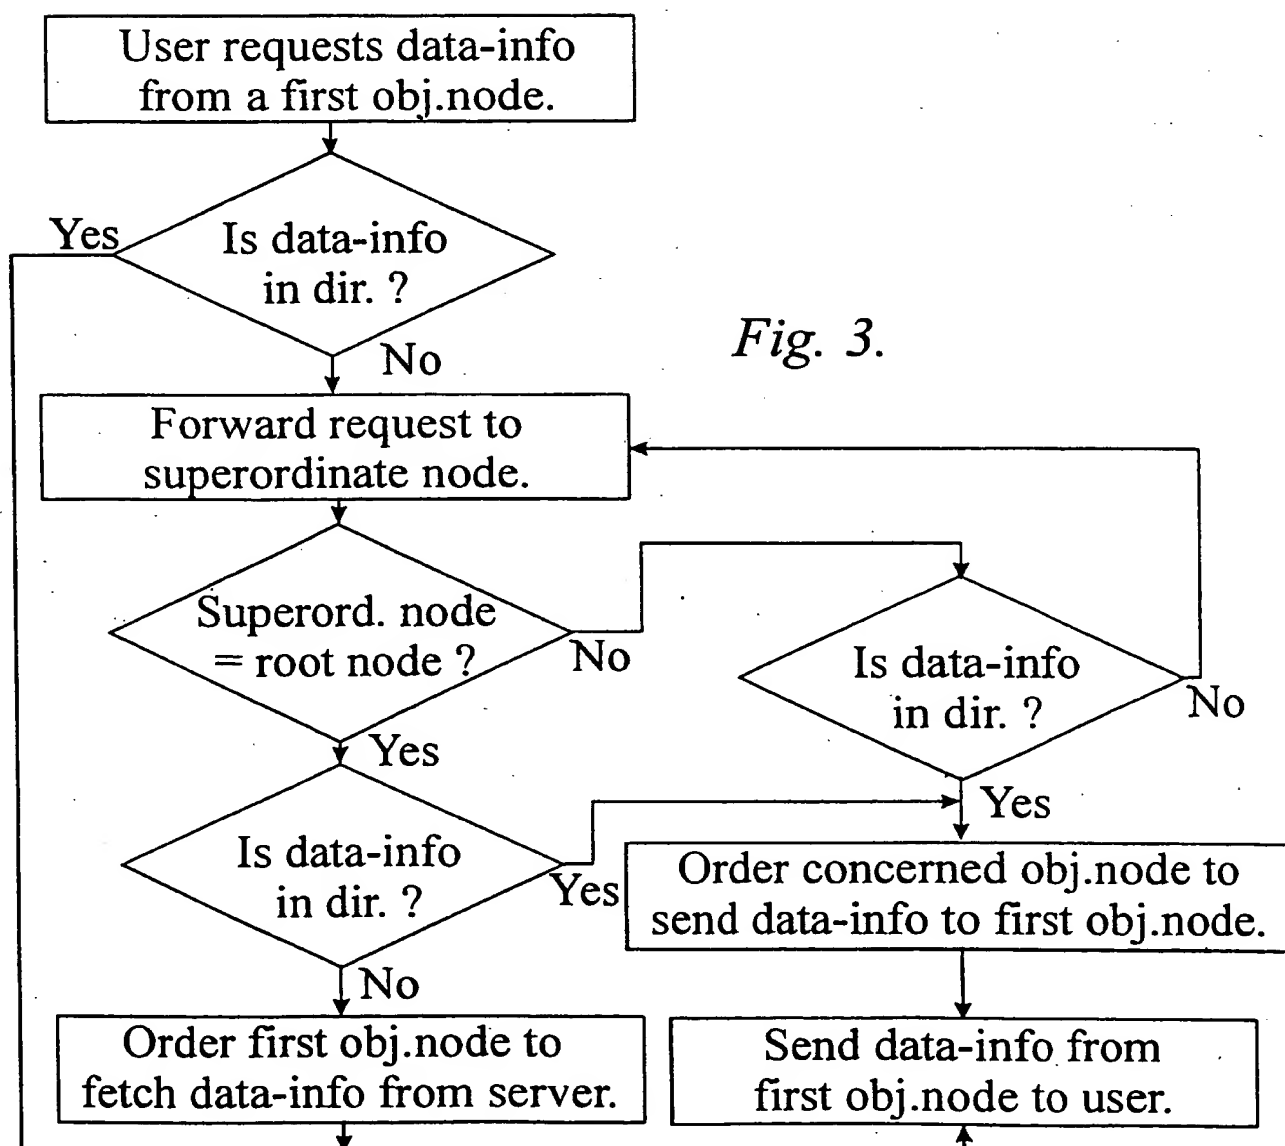 User requests data-info
from a first obj.node.
Yes
Is data-info
in dir. ?
No
Fig. 3.
Forward request to
superordinate node.
Superord. node
= root node ?
No
Is data-info
in dir. ?
No
Yes
Yes
Is data-info
in dir. ?
Yes
Order concerned obj.node to
send data-info to first obj.node.
No
Order first obj.node to
fetch data-info from server.
Send data-info from
first obj.node to user.